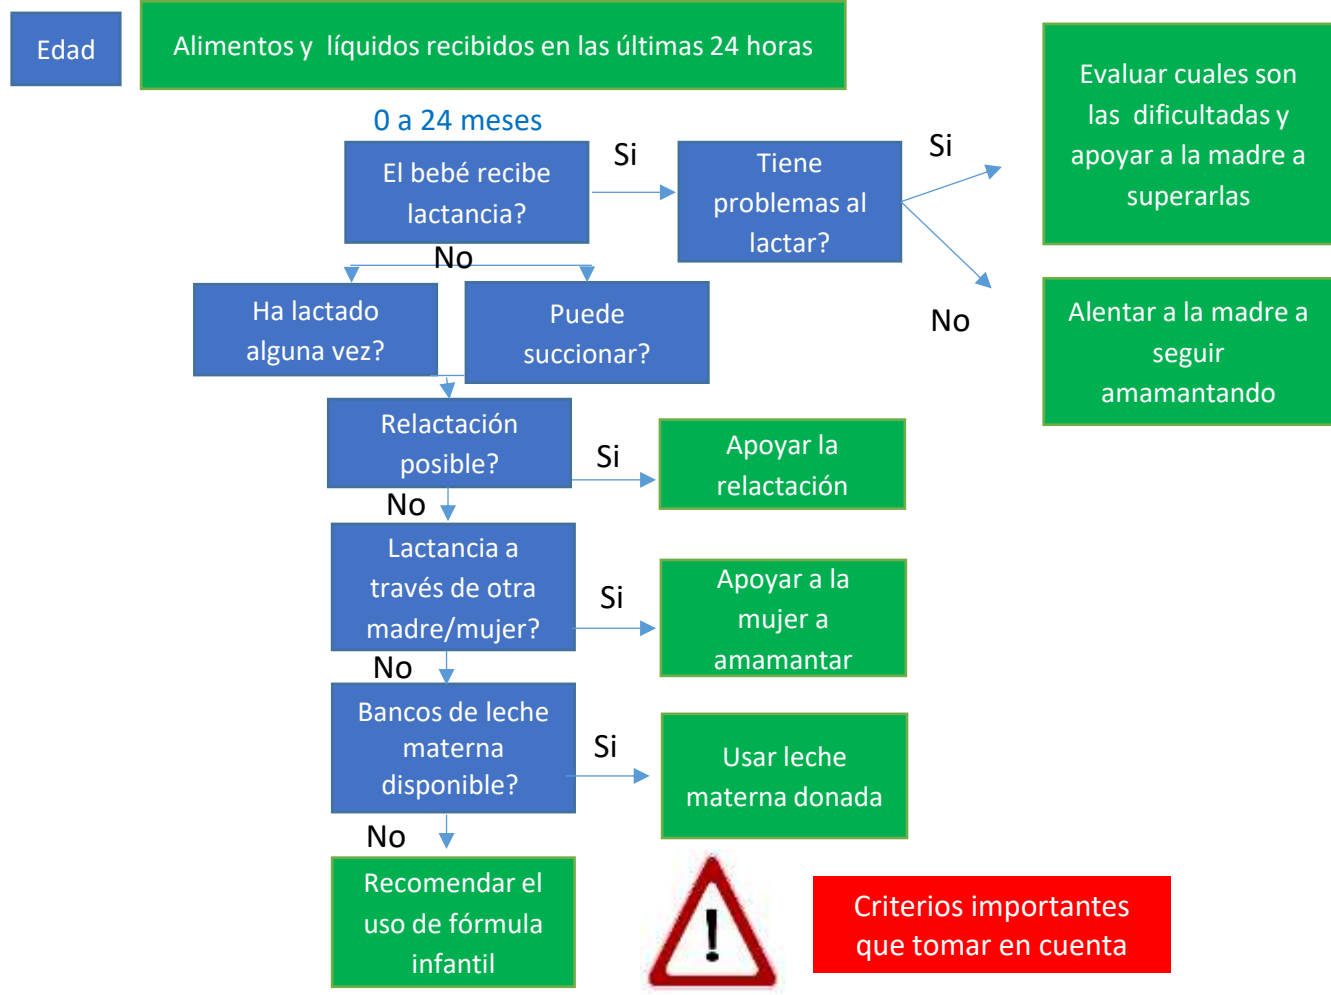 Edad
Alimentos y líquidos recibidos en las últimas 24 horas
0 a 24 meses
El bebé recibe
lactancia?
Si
Tiene
problemas al
lactar?
Si
Evaluar cuales son
las dificultadas y
apoyar a la madre a
superarlas
No
Alentar a la madre a
seguir
amamantando
No
Ha lactado
alguna vez?
Puede
succionar?
Relactación
posible?
Si
Apoyar la
relactación
No
Lactancia a
través de otra
madre/mujer?
Si
Apoyar a la
mujer a
amamantar
No
Bancos de leche
materna
disponible?
Si
Usar leche
materna donada
No
Recomendar el
uso de fórmula
infantil
!
Criterios importantes
que tomar en cuenta